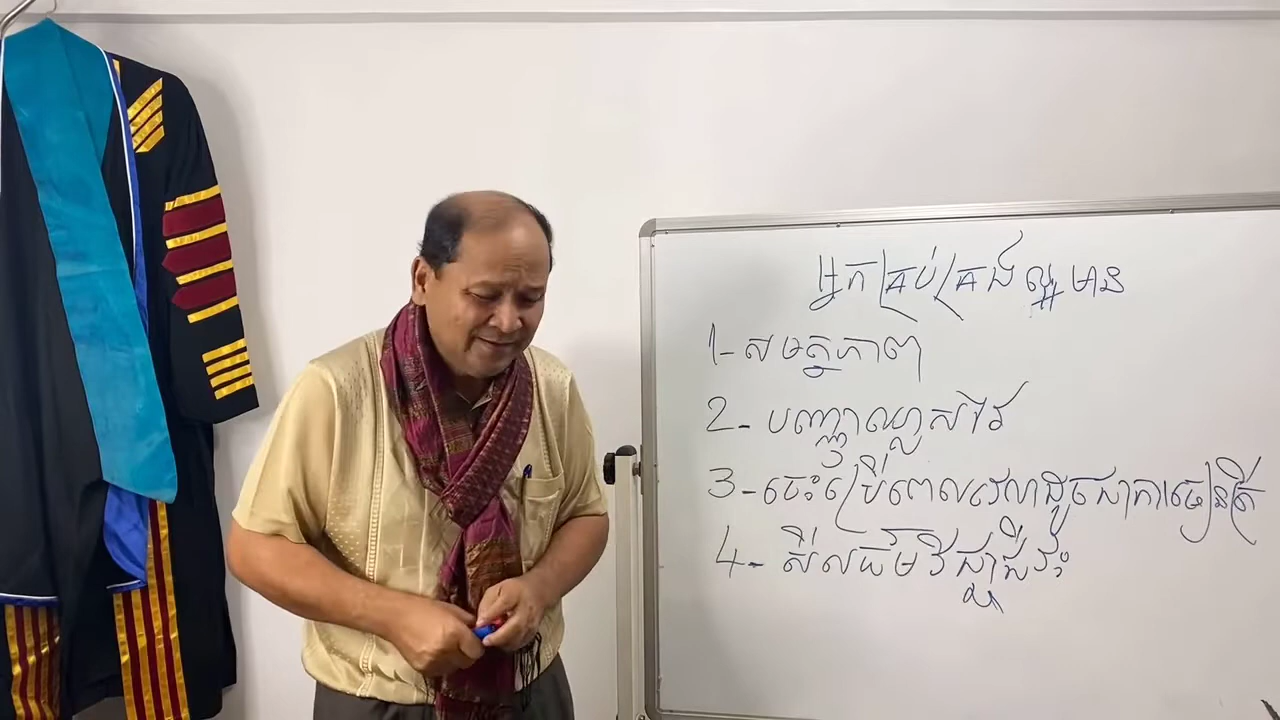 អ្នកគ្រប់គ្រងល្អមាន
1- សមត្ថភាព
2- បញ្ញាឈ្លាសវៃ
3- ចេះប្រើពេលវេលាដូច
4- សីលធម៌វិជ្ជាជីវៈ